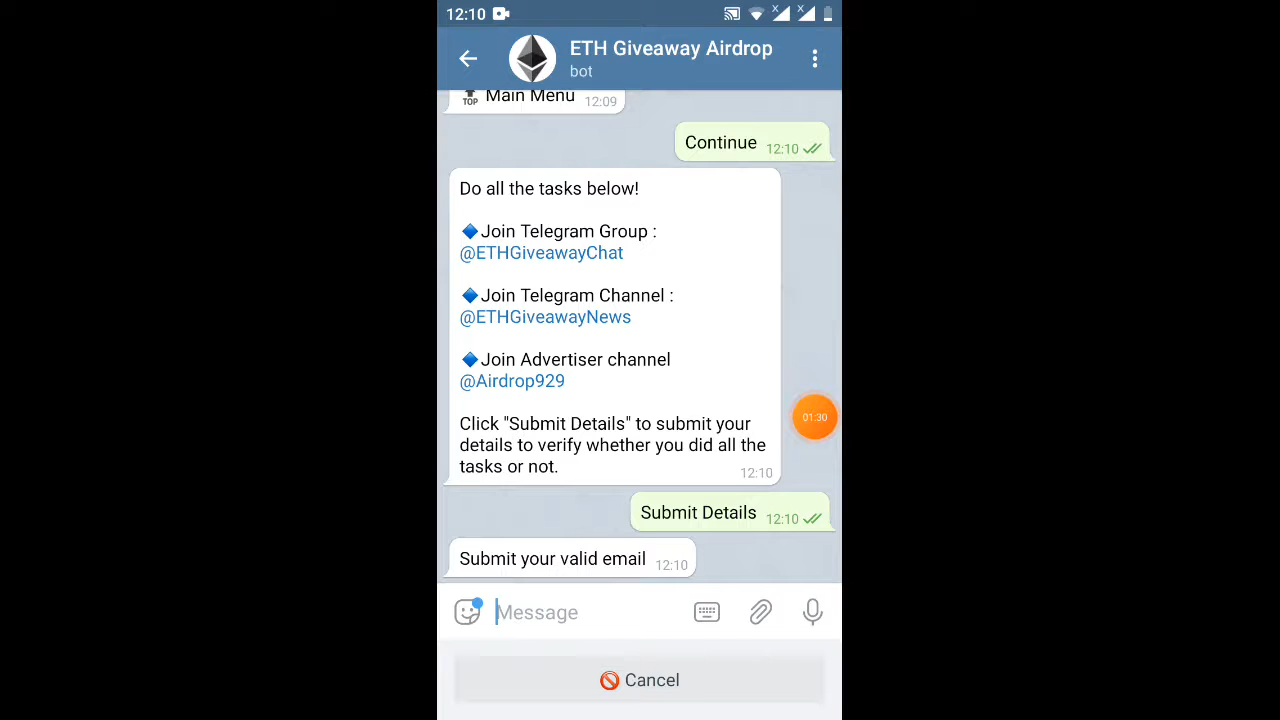 12:10
ETH Giveaway Airdrop
bot
TOP Main Menu 12:09
Continue 12:10
Do all the tasks below!
Join Telegram Group :
@ETHGiveawayChat
Join Telegram Channel :
@ETHGiveawayNews
Join Advertiser channel
@Airdrop929
Click "Submit Details" to submit your
details to verify whether you did all the
tasks or not. 12:10
01:30
Submit Details 12:10
Submit your valid email 12:10
Message
Cancel